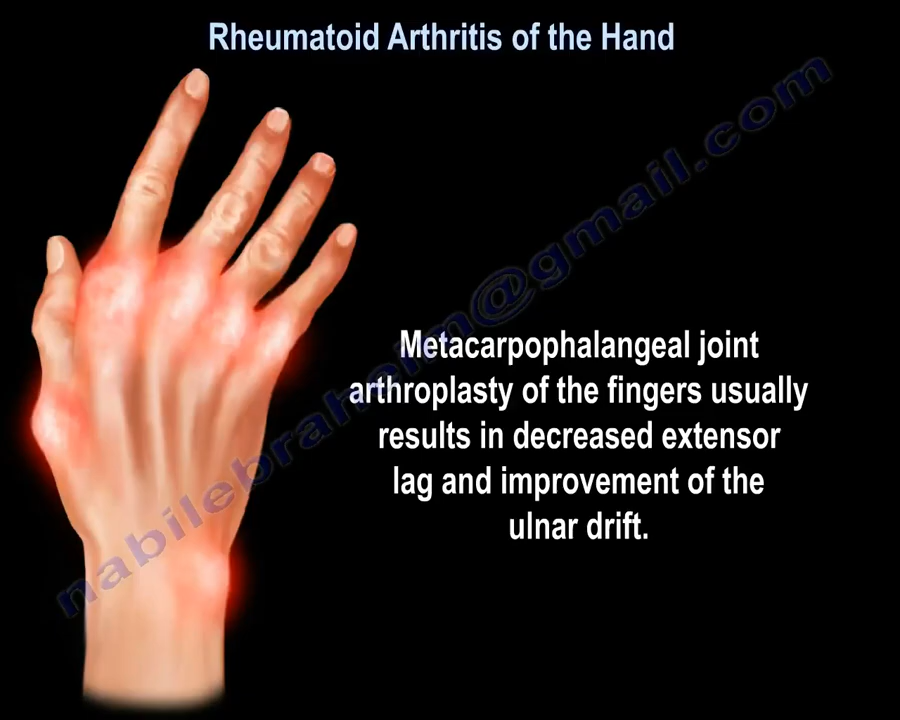 Rheumatoid Arthritis of the Hand
nabilebraheim@gmail.com
Metacarpophalangeal joint
arthroplasty of the fingers usually
results in decreased extensor
lag and improvement of the
ulnar drift.